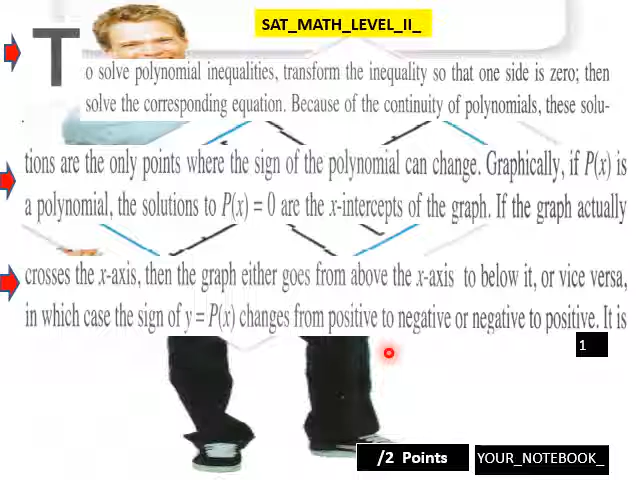 SAT_MATH_LEVEL_II_
To solve polynomial inequalities, transform the inequality so that one side is zero; then
solve the corresponding equation. Because of the continuity of polynomials, these solu-
tions are the only points where the sign of the polynomial can change. Graphically, if P(x) is
a polynomial, the solutions to P(x) = 0 are the x-intercepts of the graph. If the graph actually
crosses the x-axis, then the graph either goes from above the x-axis to below it, or vice versa,
in which case the sign of y = P(x) changes from positive to negative or negative to positive. It is
1
/2 Points
YOUR_NOTEBOOK_